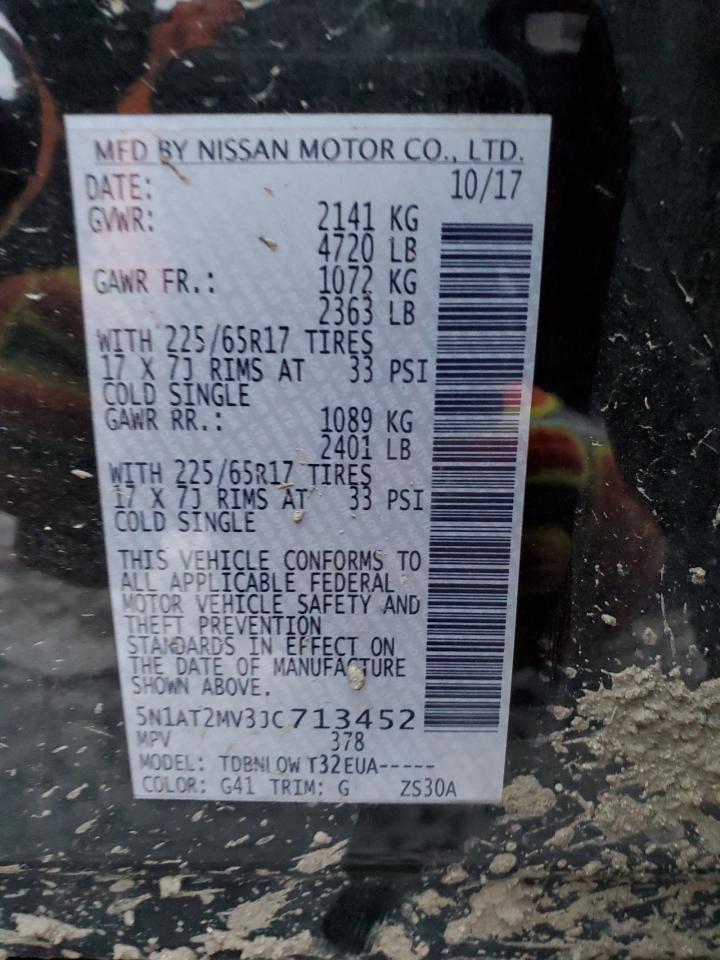 MFD BY NISSAN MOTOR CO., LTD.
DATE: 10/17
GVWR: 2141 KG
4720 LB
GAWR FR.: 1072 KG
2363 LB
WITH 225/65R17 TIRES
17 X 7J RIMS AT 33 PSI
COLD SINGLE
GAWR RR.: 1089 KG
2401 LB
WITH 225/65R17 TIRES
17 X 7J RIMS AT 33 PSI
COLD SINGLE
THIS VEHICLE CONFORMS TO
ALL APPLICABLE FEDERAL
MOTOR VEHICLE SAFETY AND
THEFT PREVENTION
STANDARDS IN EFFECT ON
THE DATE OF MANUFACTURE
SHOWN ABOVE.
5N1AT2MV3JC713452
MPV 378
MODEL: TDBNLOW T32EUA-----
COLOR: G41 TRIM: G ZS30A